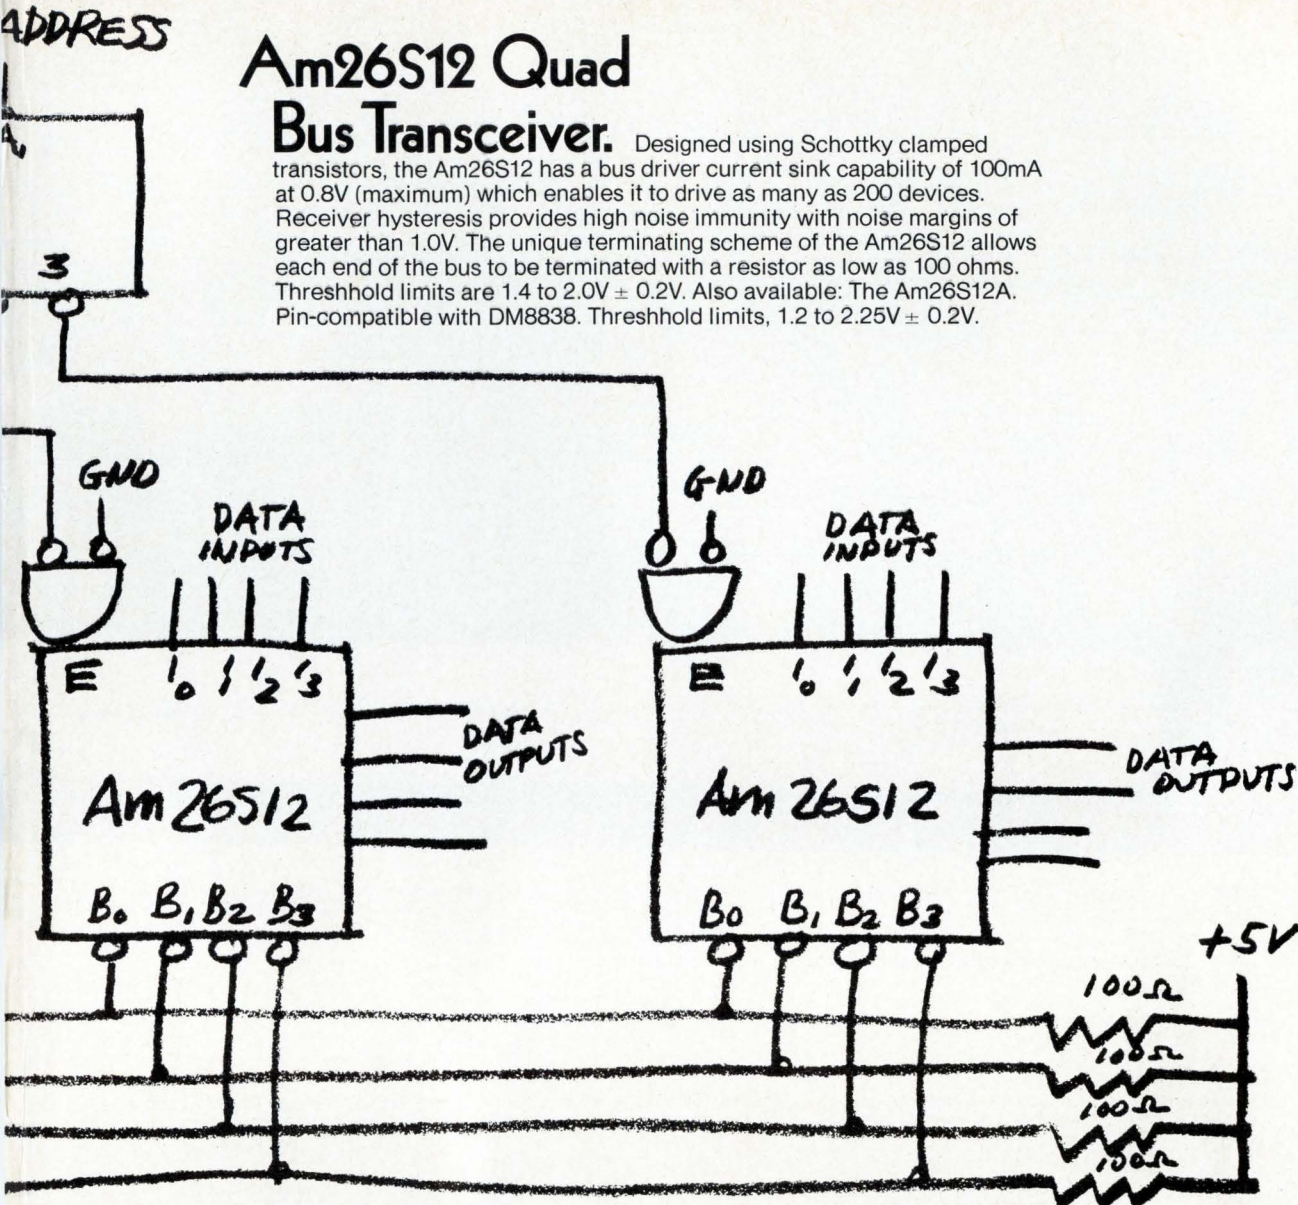 ADDRESS
Am26S12 Quad
Bus Transceiver. Designed using Schottky clamped
transistors, the Am26S12 has a bus driver current sink capability of 100mA
at 0.8V (maximum) which enables it to drive as many as 200 devices.
Receiver hysteresis provides high noise immunity with noise margins of
greater than 1.0V. The unique terminating scheme of the Am26S12 allows
each end of the bus to be terminated with a resistor as low as 100 ohms.
Threshhold limits are 1.4 to 2.0V ± 0.2V. Also available: The Am26S12A.
Pin-compatible with DM8838. Threshhold limits, 1.2 to 2.25V ± 0.2V.
3
GND
DATA
INPUTS
GND
DATA
INPUTS
E I0 I1 I2 I3
E I0 I1 I2 I3
DATA
OUTPUTS
DATA
OUTPUTS
Am26S12
Am26S12
B0 B1 B2 B3
B0 B1 B2 B3
+5V
100Ω
100Ω
100Ω
100Ω